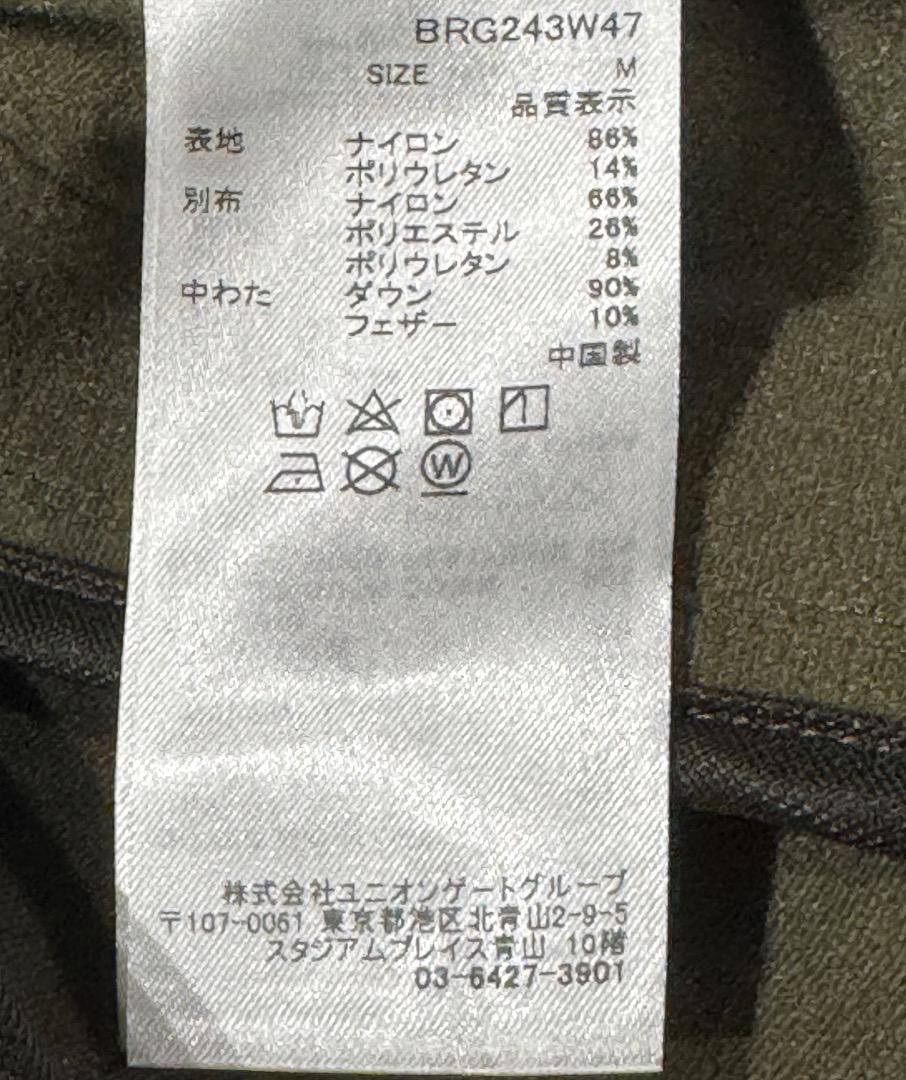 BRG243W47
SIZE M
品質表示
表地 ナイロン 86%
ポリウレタン 14%
別布 ナイロン 66%
ポリエステル 26%
ポリウレタン 8%
中わた ダウン 90%
フェザー 10%
中国製
W
株式会社ユニオンゲートグループ
〒107-0061 東京都港区北青山2-9-5
スタジアムプレイス青山 10階
03-6427-3901